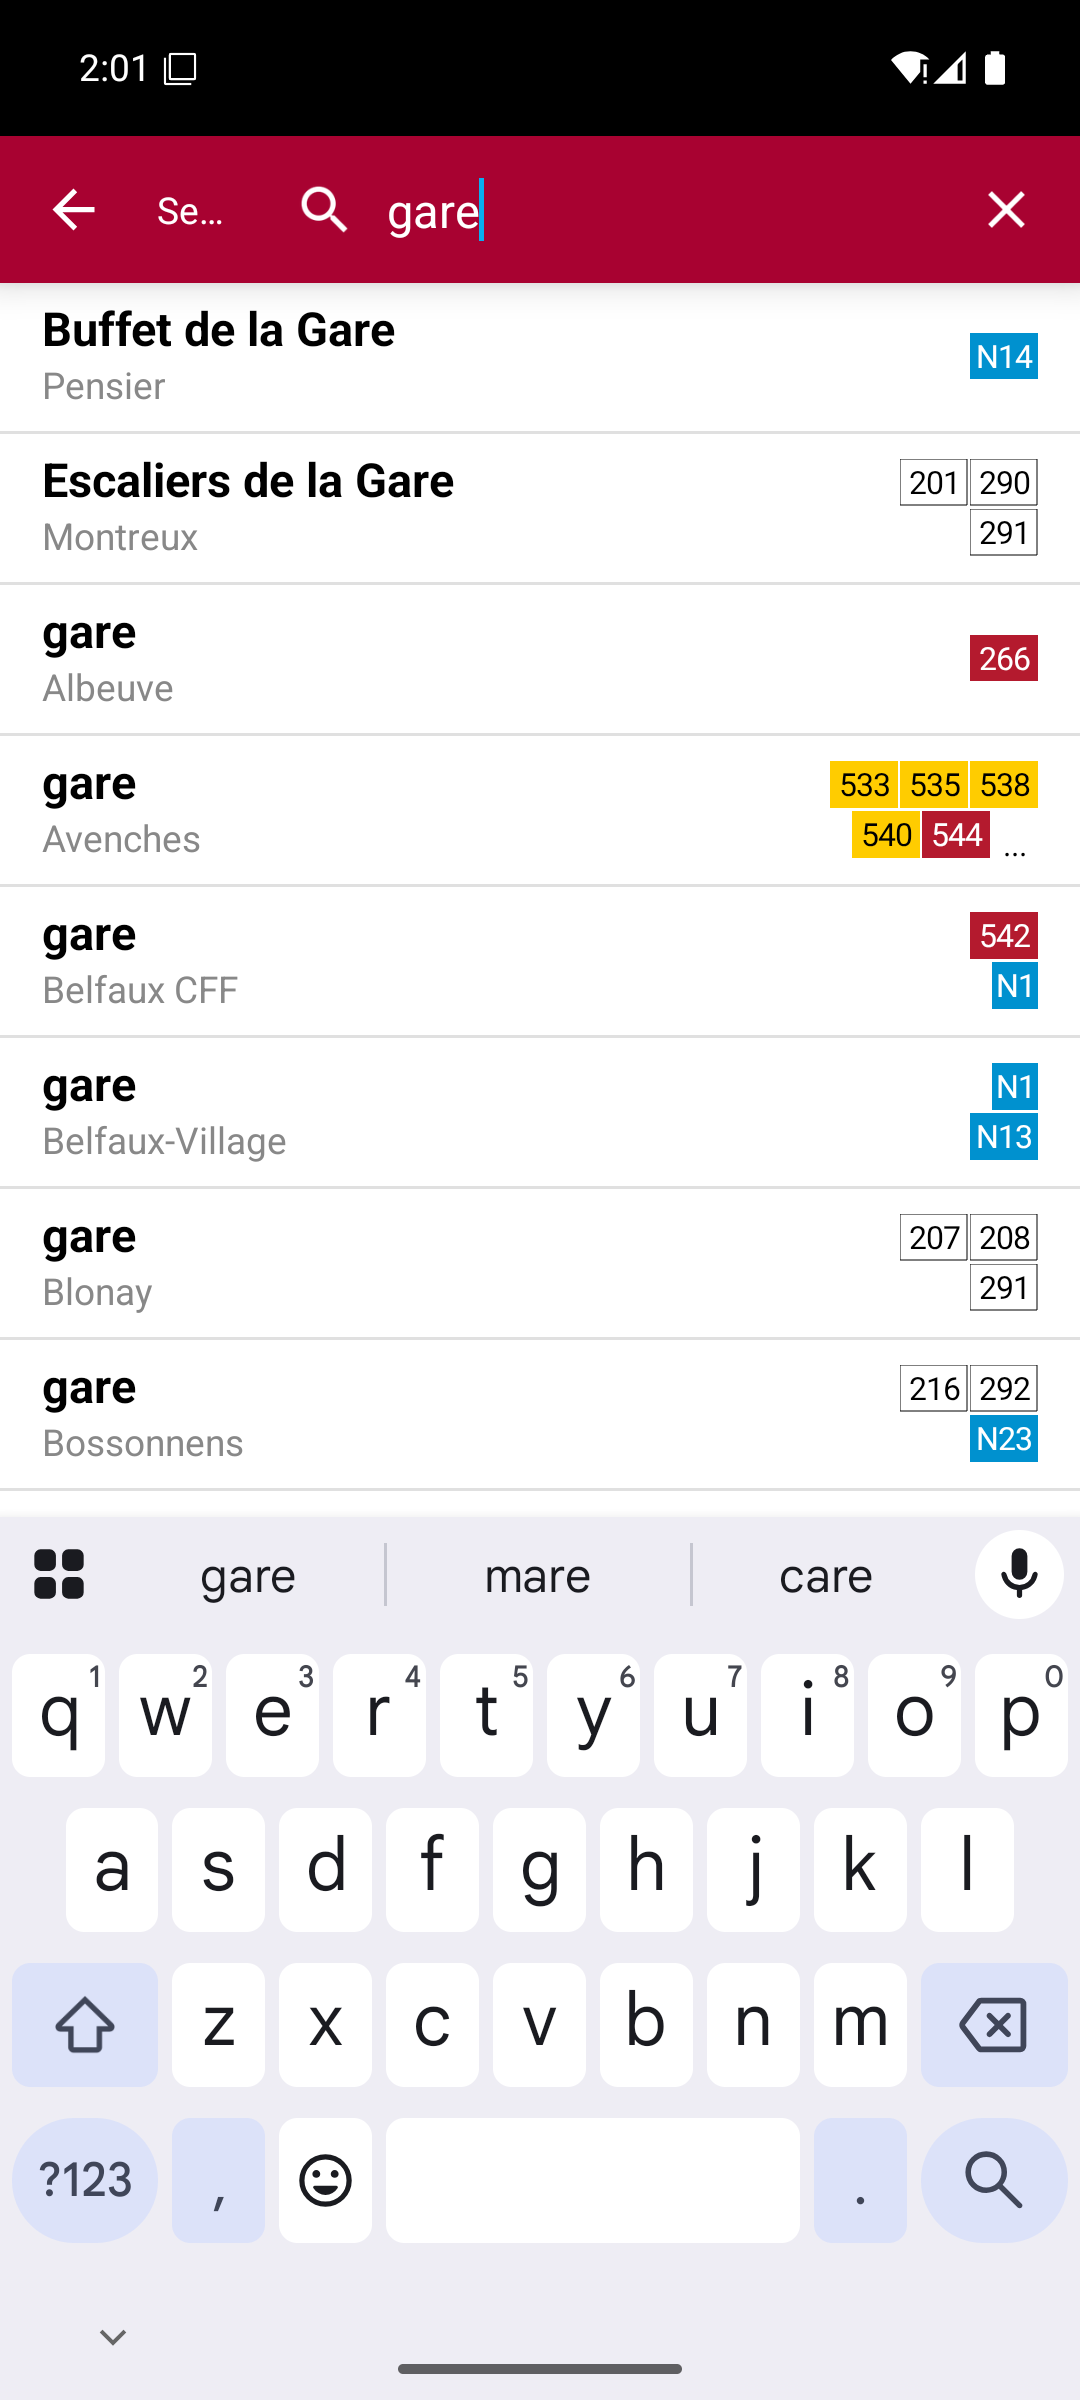 2:01
Se... gare
Buffet de la Gare
Pensier
N14
Escaliers de la Gare
Montreux
201 290
291
gare
Albeuve
266
gare
Avenches
533 535 538
540 544 ...
gare
Belfaux CFF
542
N1
gare
Belfaux-Village
N1
N13
gare
Blonay
207 208
291
gare
Bossonnens
216 292
N23
gare mare care
q1 w2 e3 r4 t5 y6 u7 i8 o9 p0
a s d f g h j k l
z x c v b n m
?123 , .